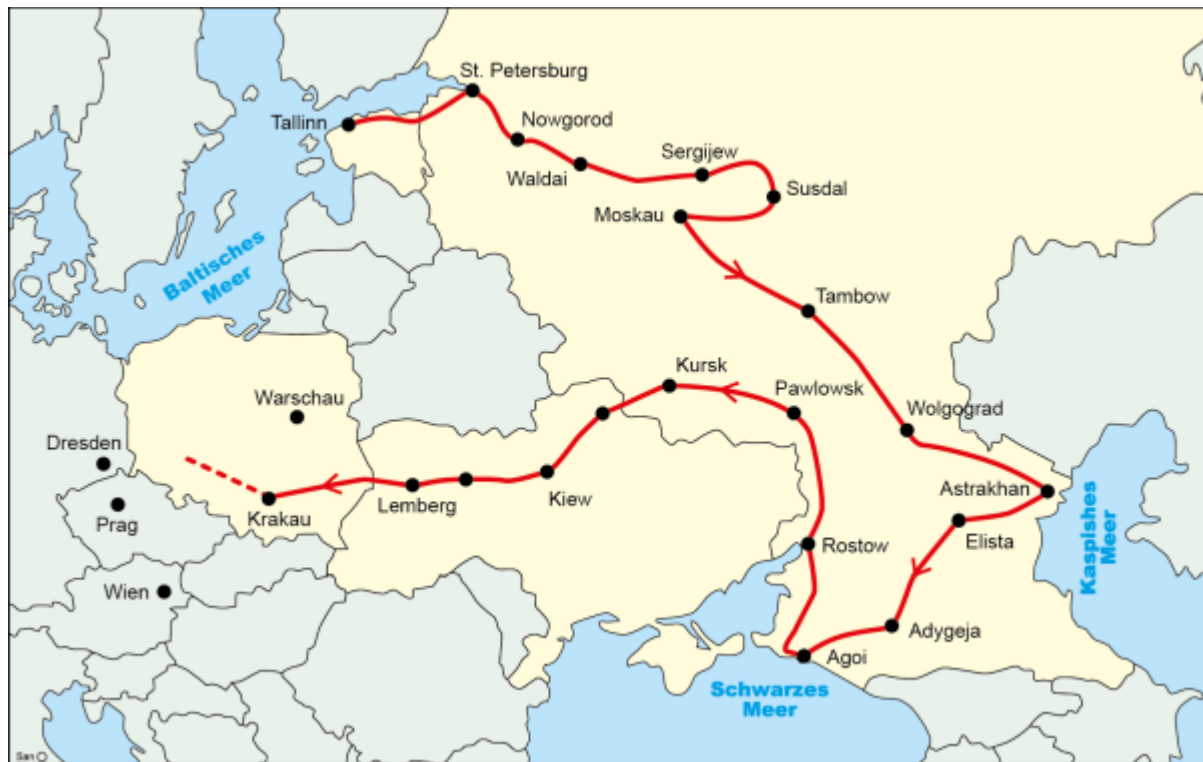 St. Petersburg
Tallinn
Nowgorod
Waldai
Sergijew
Susdal
Moskau
Baltisches
Meer
Tambow
Kursk
Pawlowsk
Warschau
Wolgograd
Dresden
Astrakhan
Prag
Krakau
Lemberg
Kiew
Elista
Kaspishes
Meer
Rostow
Wien
Adygeja
Agoi
Schwarzes
Meer
San